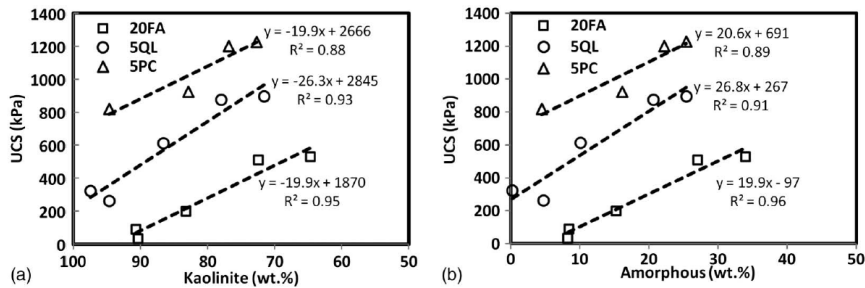 1400
1200
1000
800
600
400
200
0
UCS (kPa)
20FA
5QL
5PC
y = -19.9x + 2666
R² = 0.88
y = -26.3x + 2845
R² = 0.93
y = -19.9x + 1870
R² = 0.95
100 90 80 70 60 50
(a) Kaolinite (wt.%)
1400
1200
1000
800
600
400
200
0
UCS (kPa)
20FA
5QL
5PC
y = 20.6x + 691
R² = 0.89
y = 26.8x + 267
R² = 0.91
y = 19.9x - 97
R² = 0.96
0 10 20 30 40 50
(b) Amorphous (wt.%)